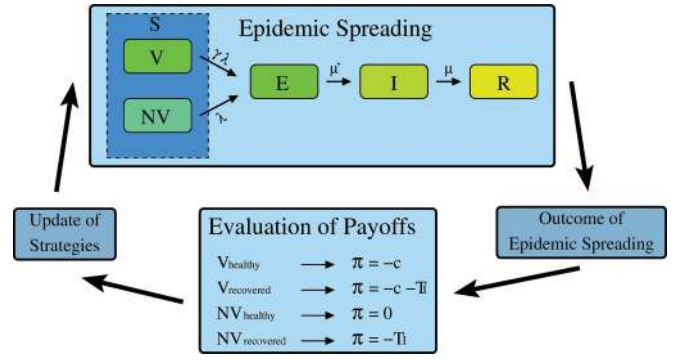 S
Epidemic Spreading
V
γλ
NV
λ
E
μ'
I
μ
R
Update of
Strategies
Outcome of
Epidemic Spreading
Evaluation of Payoffs
Vhealthy → π = −c
Vrecovered → π = −c −TI
NVhealthy → π = 0
NVrecovered → π = −TI